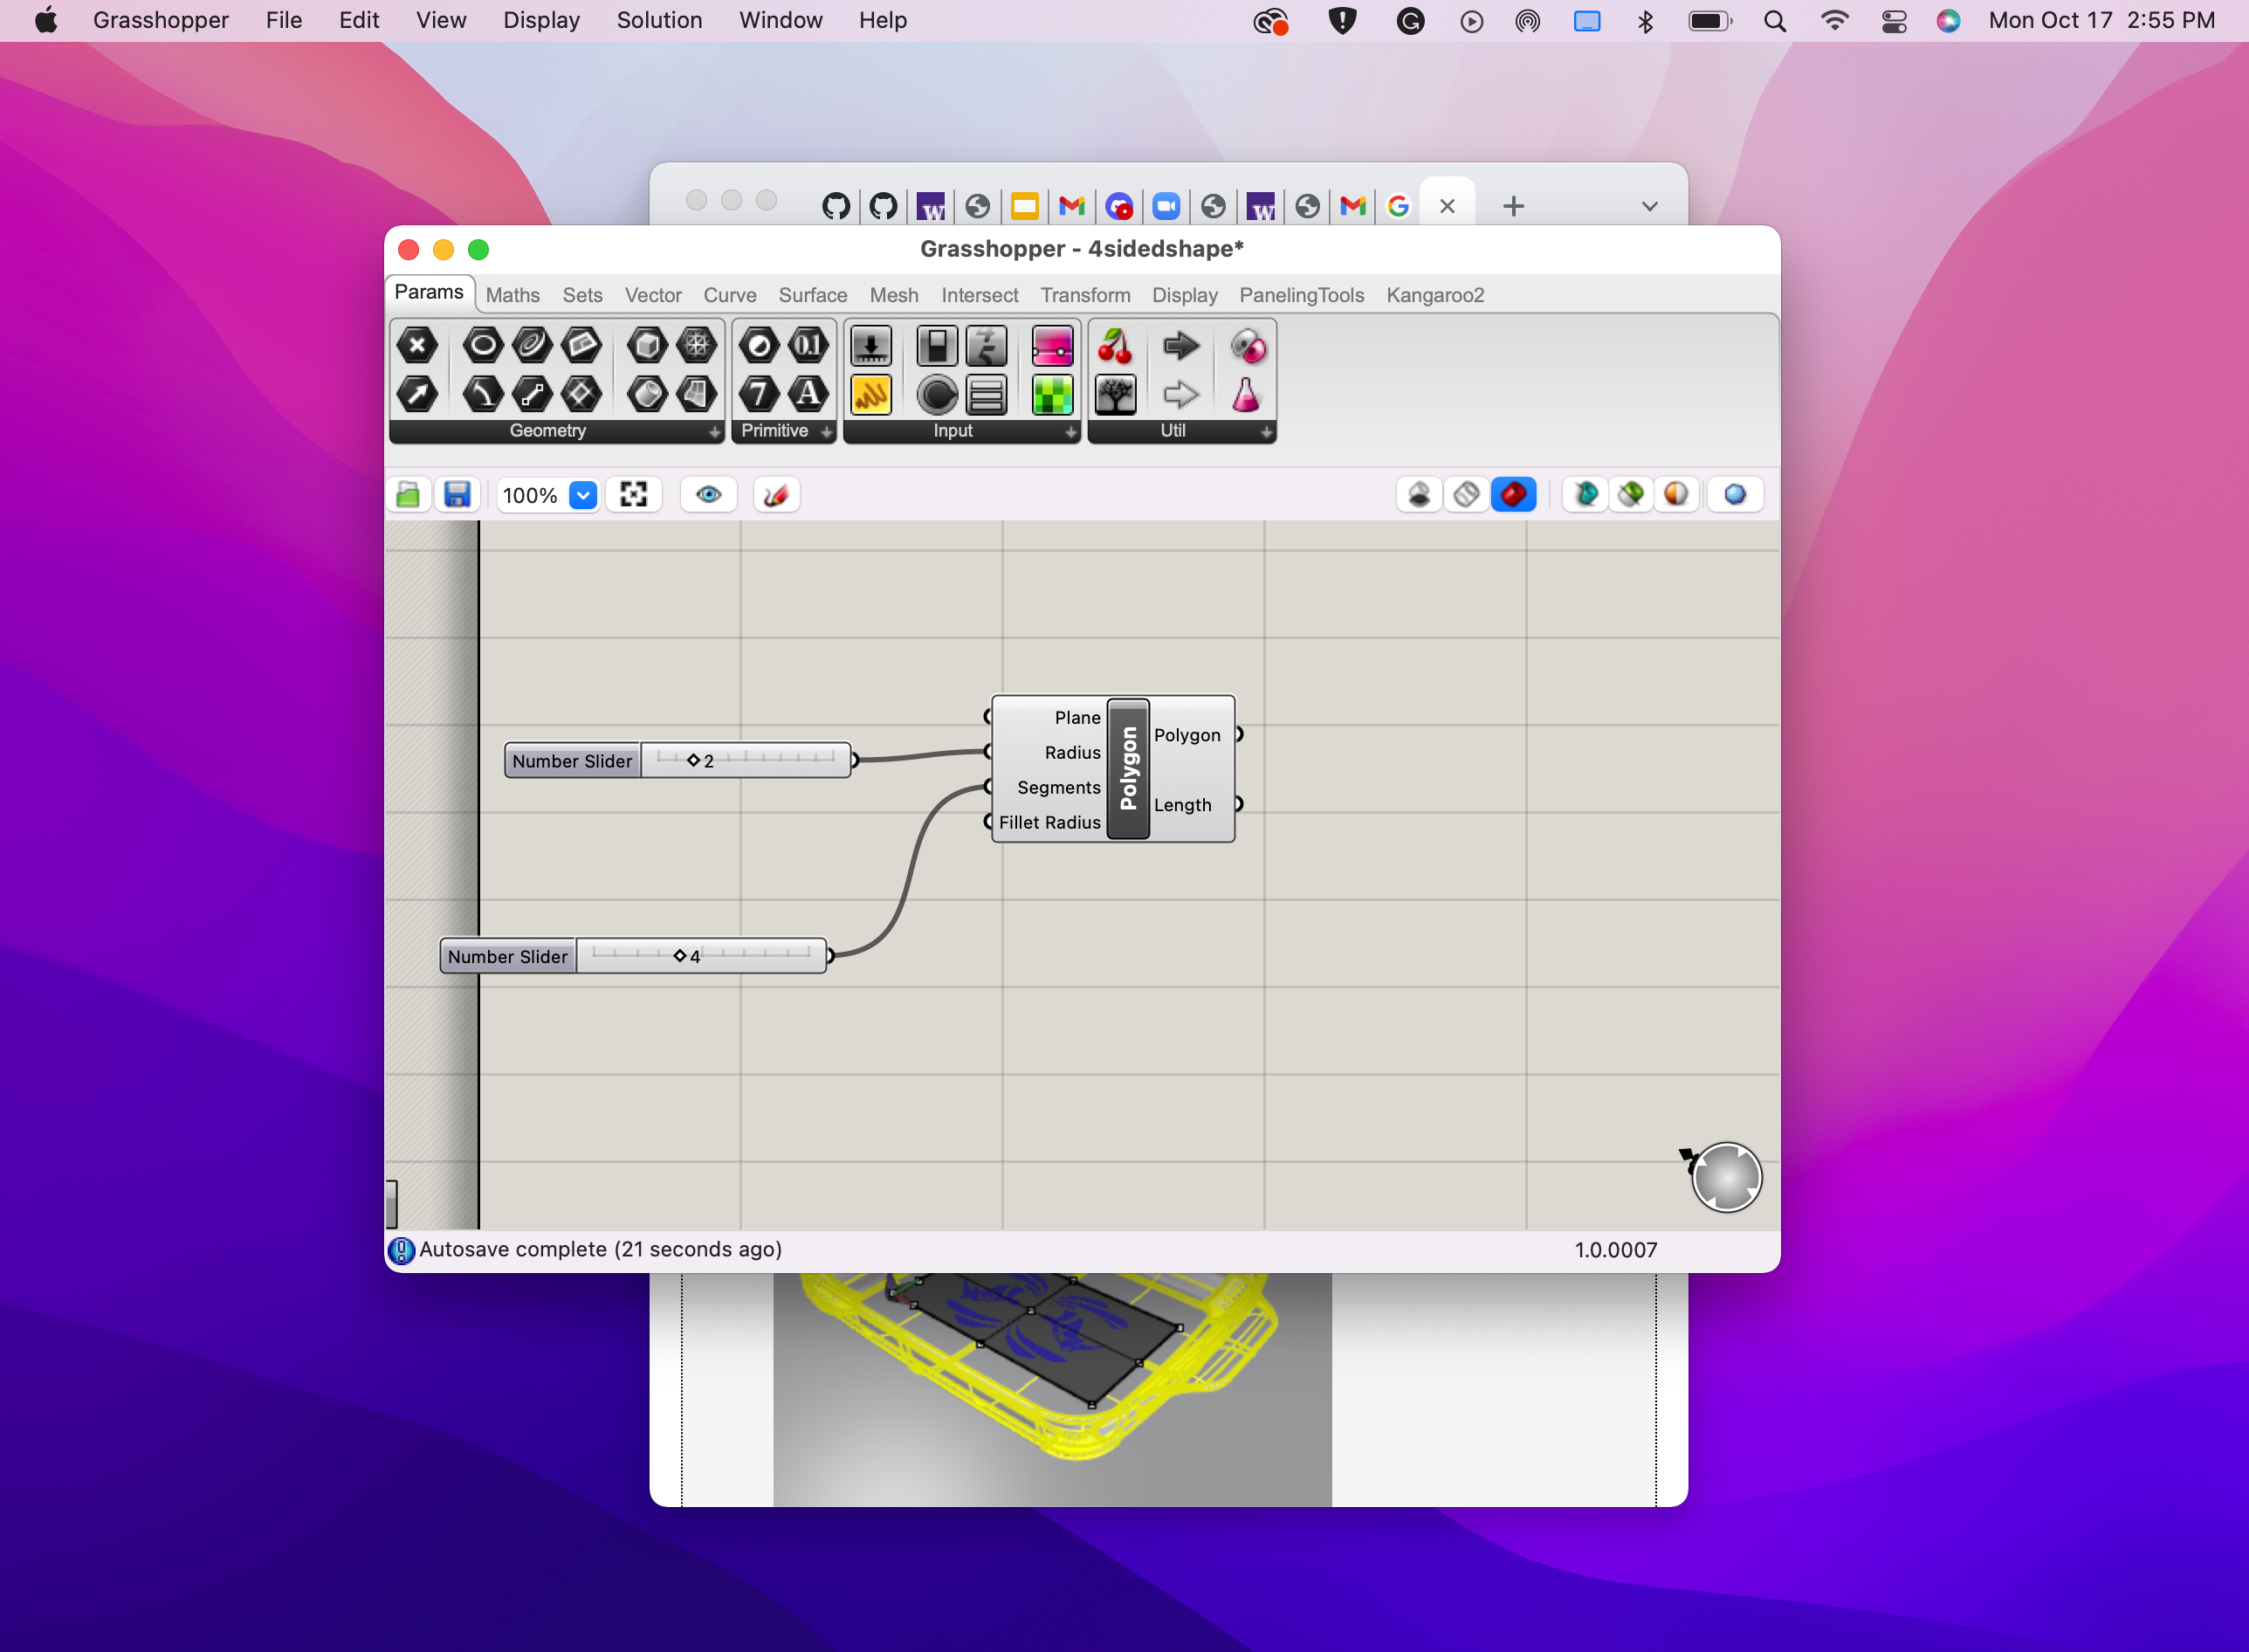 Grasshopper File Edit View Display Solution Window Help Mon Oct 17 2:55 PM
Grasshopper - 4sidedshape*
Params Maths Sets Vector Curve Surface Mesh Intersect Transform Display PanelingTools Kangaroo2
0.1
7 A
Geometry Primitive Input Util
100%
Plane
Radius
Segments
Fillet Radius
Polygon
Polygon
Length
Number Slider 2
Number Slider 4
Autosave complete (21 seconds ago) 1.0.0007